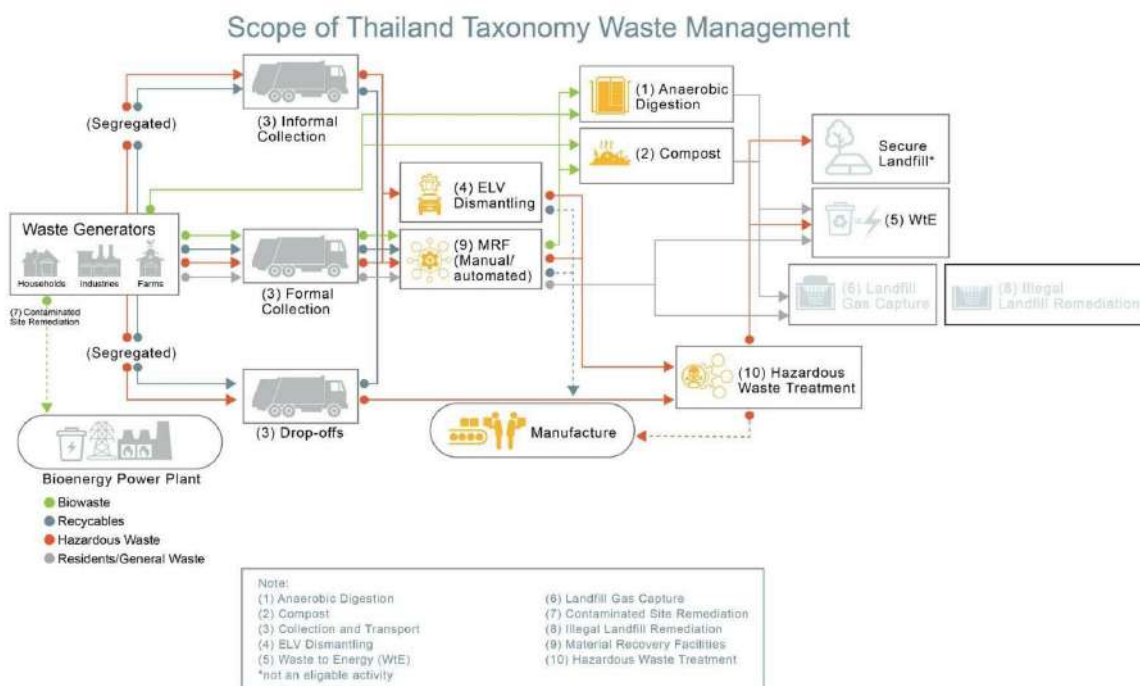 Scope of Thailand Taxonomy Waste Management
(Segregated)
(3) Informal
Collection
(1) Anaerobic
Digestion
(2) Compost
Secure
Landfill*
(4) ELV
Dismantling
(5) WtE
Waste Generators
Households
Industries
Farms
(3) Formal
Collection
(9) MRF
(Manual/
automated)
(6) Landfill
Gas Capture
(8) Illegal
Landfill Remediation
(7) Contaminated
Site Remediation
(Segregated)
(3) Drop-offs
(10) Hazardous
Waste Treatment
Manufacture
Bioenergy Power Plant
Biowaste
Recycables
Hazardous Waste
Residents/General Waste
Note:
(1) Anaerobic Digestion
(2) Compost
(3) Collection and Transport
(4) ELV Dismantling
(5) Waste to Energy (WtE)
*not an eligable activity
(6) Landfill Gas Capture
(7) Contaminated Site Remediation
(8) Illegal Landfill Remediation
(9) Material Recovery Facilities
(10) Hazardous Waste Treatment